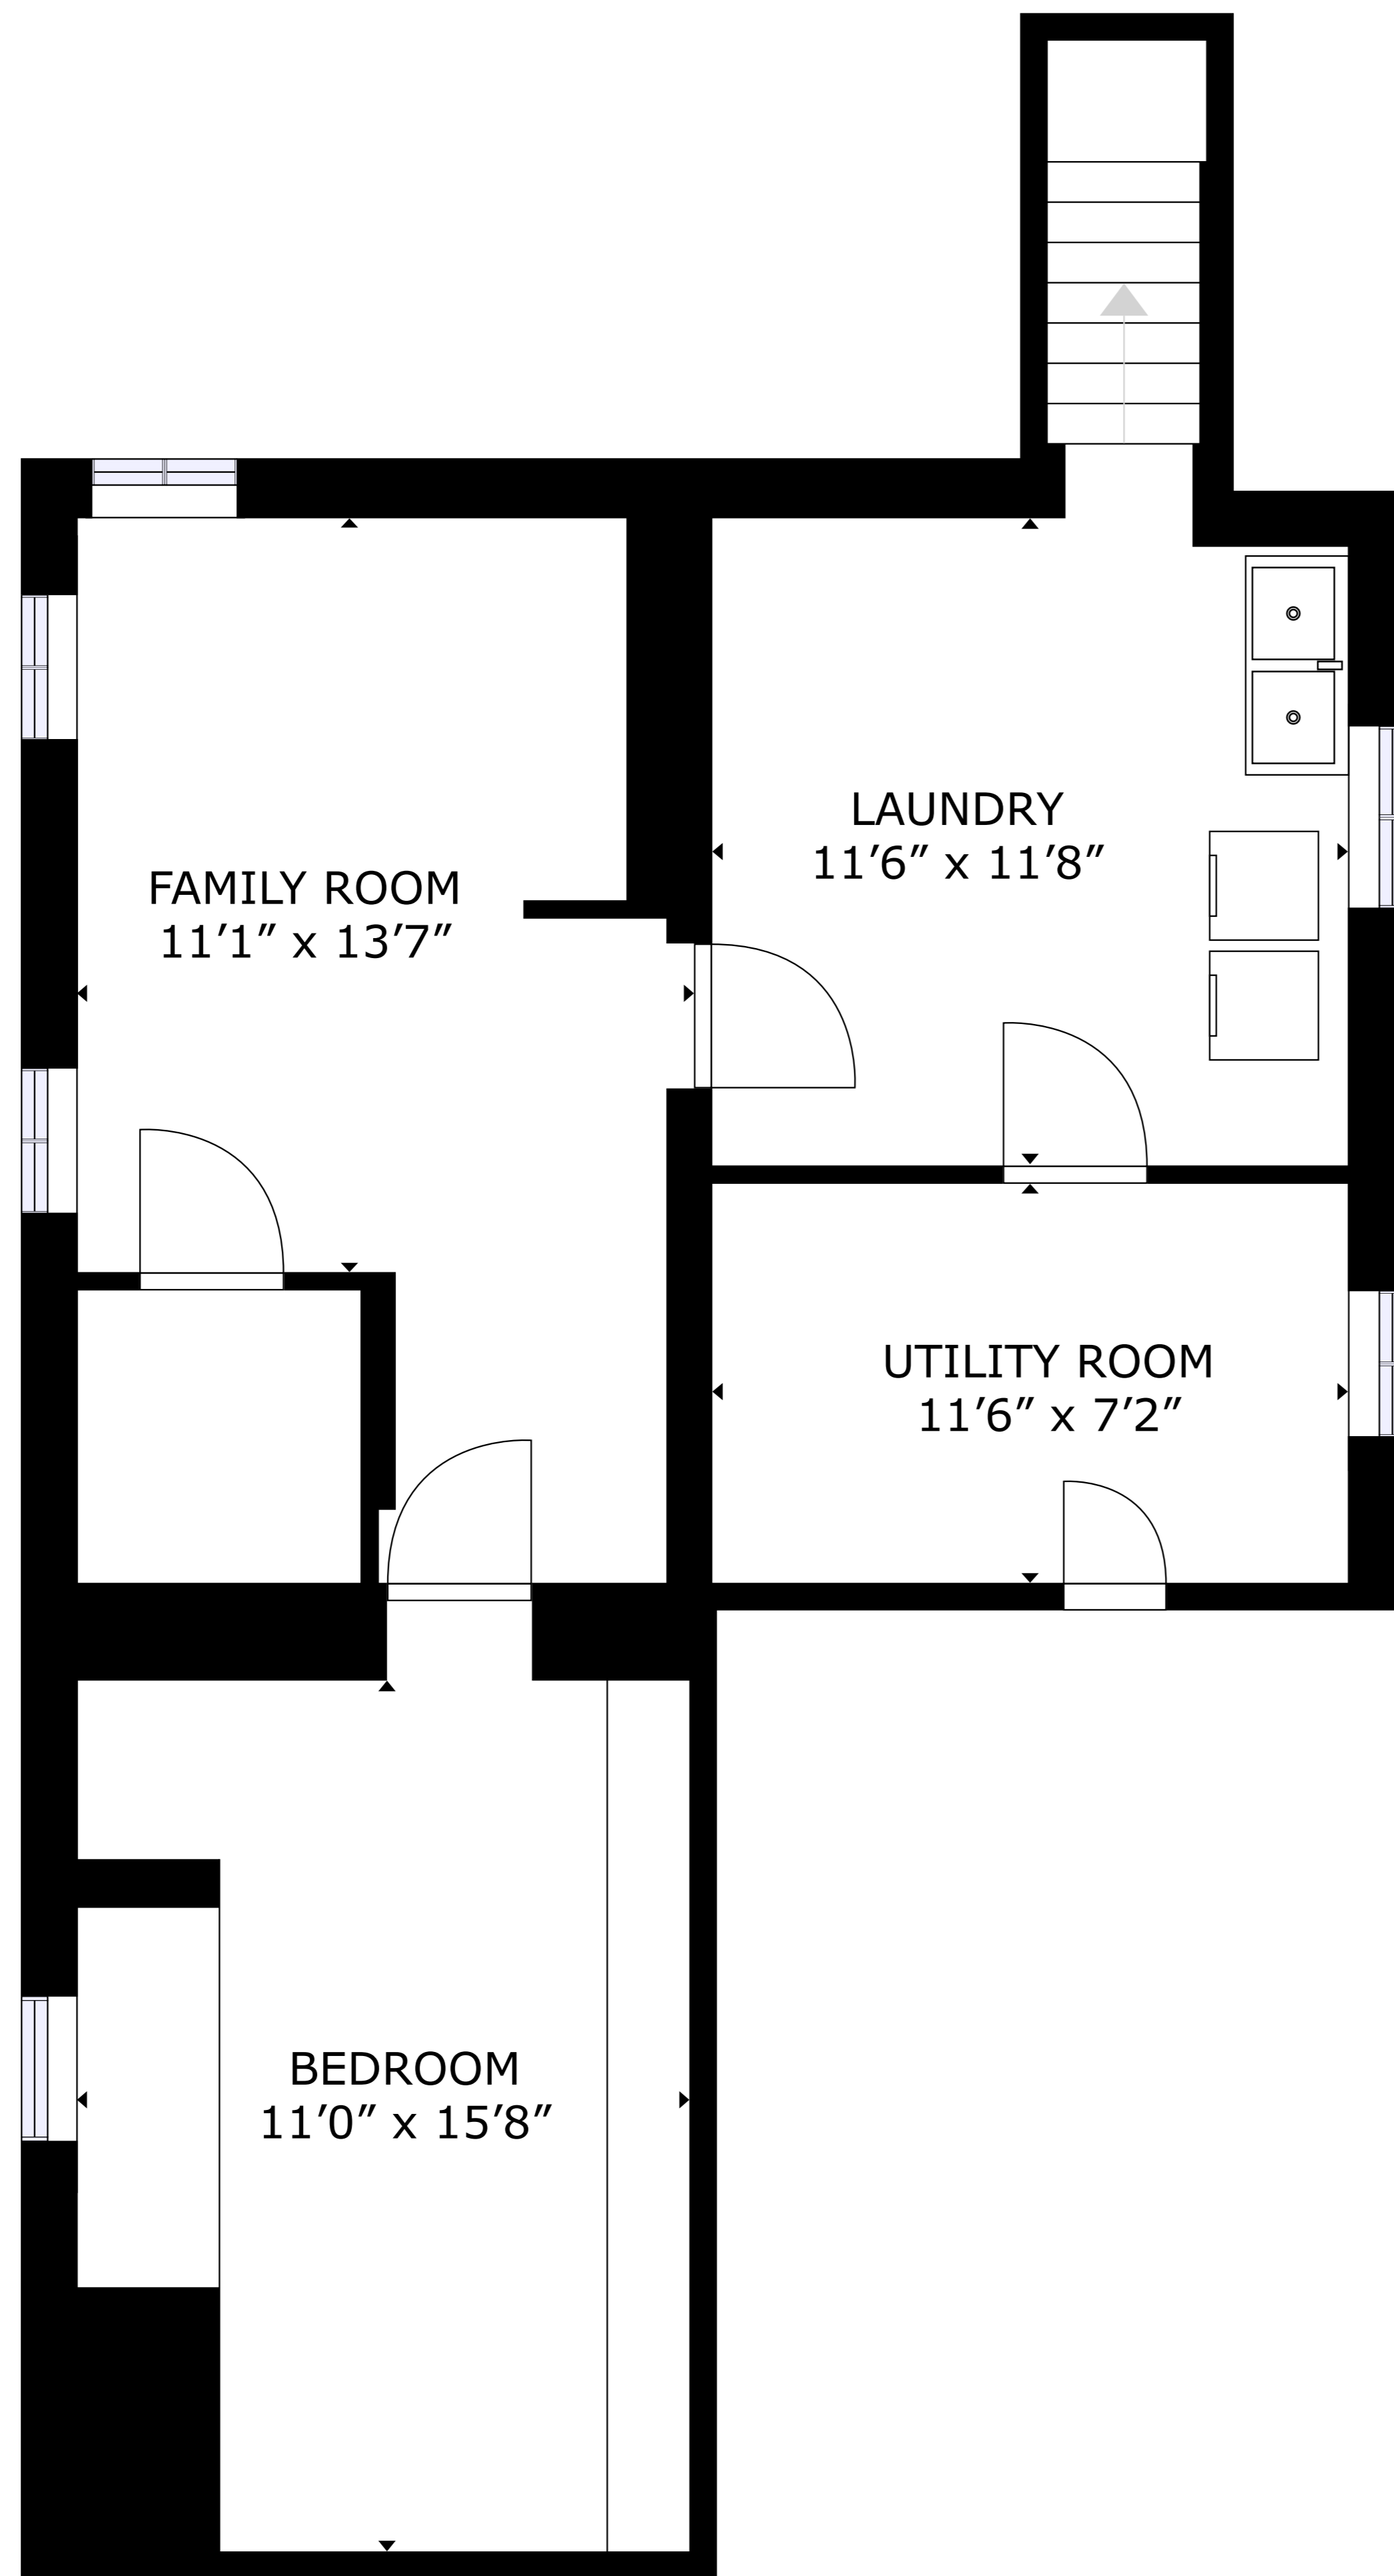 LAUNDRY
11'6" x 11'8"
FAMILY ROOM
11'1" x 13'7"
UTILITY ROOM
11'6" x 7'2"
BEDROOM
11'0" x 15'8"